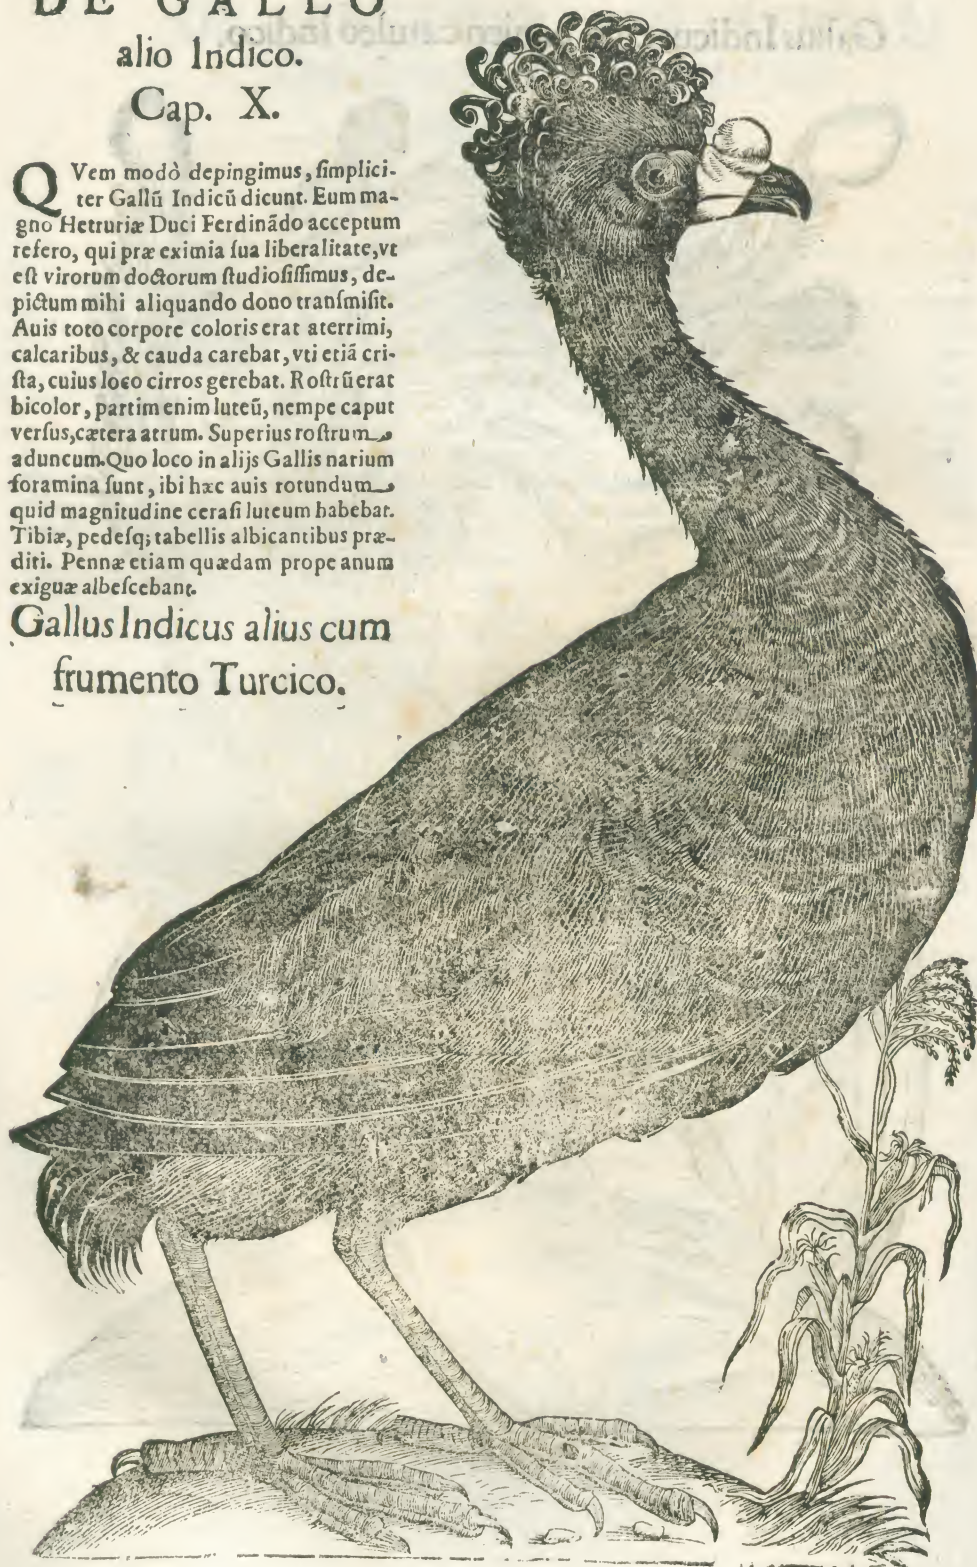 DE GALLO
alio Indico.
Cap. X.
QVem modò depingimus, ſimplici-
ter Gallũ Indicũ dicunt. Eum ma-
gno Hetruriæ Duci Ferdinãdo acceptum
refero, qui præ eximia ſua liberalitate, vt
eſt virorum doctorum ſtudioſiſſimus, de-
pictum mihi aliquando dono tranſmiſit.
Avis toto corpore coloris erat aterrimi,
calcaribus, & cauda carebat, vti etiã cri-
ſta, cuius loco cirros gerebat. Roſtrũ erat
bicolor, partim enim luteũ, nempe caput
verſus, cætera atrum. Superius roſtrum
aduncum. Quo loco in alijs Gallis narium
foramina ſunt, ibi hæc auis rotundum
quid magnitudine ceraſi luteum habebat.
Tibiæ, pedeſq; tabellis albicantibus præ-
diti. Pennæ etiam quædam prope anum
exiguæ albeſcebant.
Gallus Indicus alius cum
frumento Turcico.